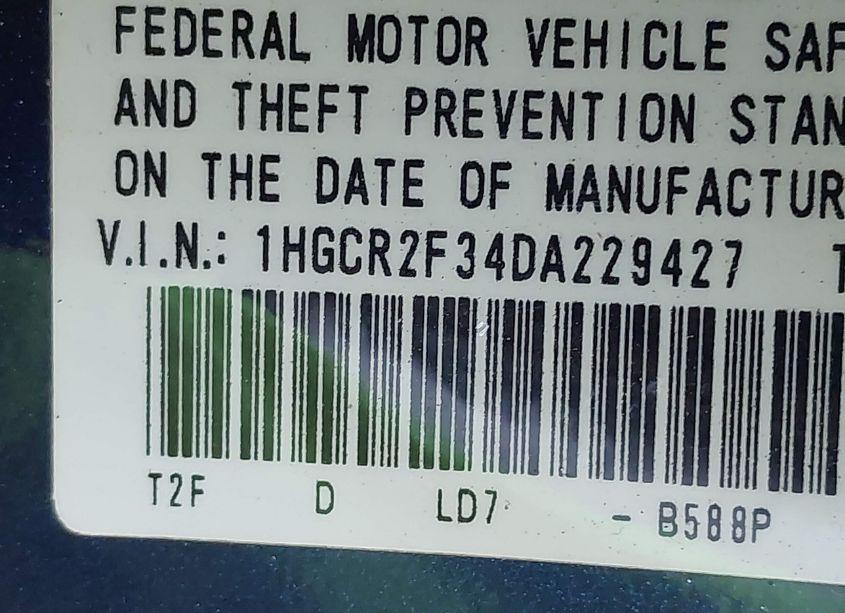 FEDERAL MOTOR VEHICLE SAF
AND THEFT PREVENTION STAN
ON THE DATE OF MANUFACTUR
V.I.N.: 1HGCR2F34DA229427 T
T2F D LD7 - B588P